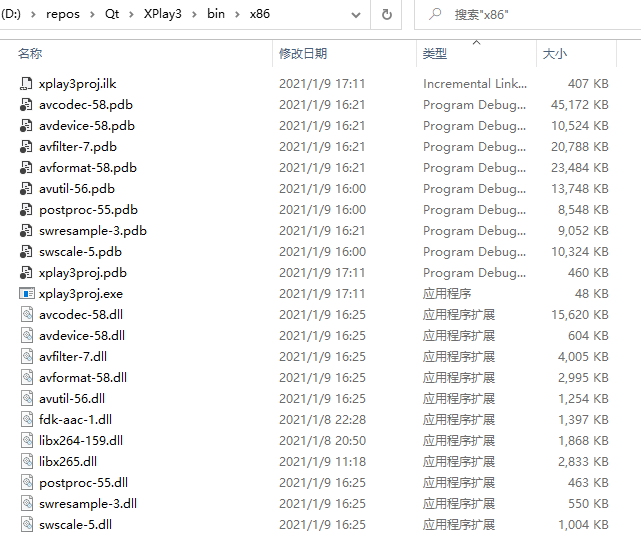 (D:) > repos > Qt > XPlay3 > bin > x86 搜索"x86"
名称 修改日期 类型 大小
xplay3proj.ilk 2021/1/9 17:11 Incremental Link... 407 KB
avcodec-58.pdb 2021/1/9 16:21 Program Debug... 45,172 KB
avdevice-58.pdb 2021/1/9 16:21 Program Debug... 10,524 KB
avfilter-7.pdb 2021/1/9 16:21 Program Debug... 20,788 KB
avformat-58.pdb 2021/1/9 16:21 Program Debug... 23,484 KB
avutil-56.pdb 2021/1/9 16:00 Program Debug... 13,748 KB
postproc-55.pdb 2021/1/9 16:00 Program Debug... 8,548 KB
swresample-3.pdb 2021/1/9 16:21 Program Debug... 9,052 KB
swscale-5.pdb 2021/1/9 16:00 Program Debug... 10,324 KB
xplay3proj.pdb 2021/1/9 17:11 Program Debug... 460 KB
xplay3proj.exe 2021/1/9 17:11 应用程序 48 KB
avcodec-58.dll 2021/1/9 16:25 应用程序扩展 15,620 KB
avdevice-58.dll 2021/1/9 16:25 应用程序扩展 604 KB
avfilter-7.dll 2021/1/9 16:25 应用程序扩展 4,005 KB
avformat-58.dll 2021/1/9 16:25 应用程序扩展 2,995 KB
avutil-56.dll 2021/1/9 16:25 应用程序扩展 1,254 KB
fdk-aac-1.dll 2021/1/8 22:28 应用程序扩展 1,397 KB
libx264-159.dll 2021/1/8 20:50 应用程序扩展 1,868 KB
libx265.dll 2021/1/9 11:18 应用程序扩展 2,833 KB
postproc-55.dll 2021/1/9 16:25 应用程序扩展 463 KB
swresample-3.dll 2021/1/9 16:25 应用程序扩展 550 KB
swscale-5.dll 2021/1/9 16:25 应用程序扩展 1,004 KB